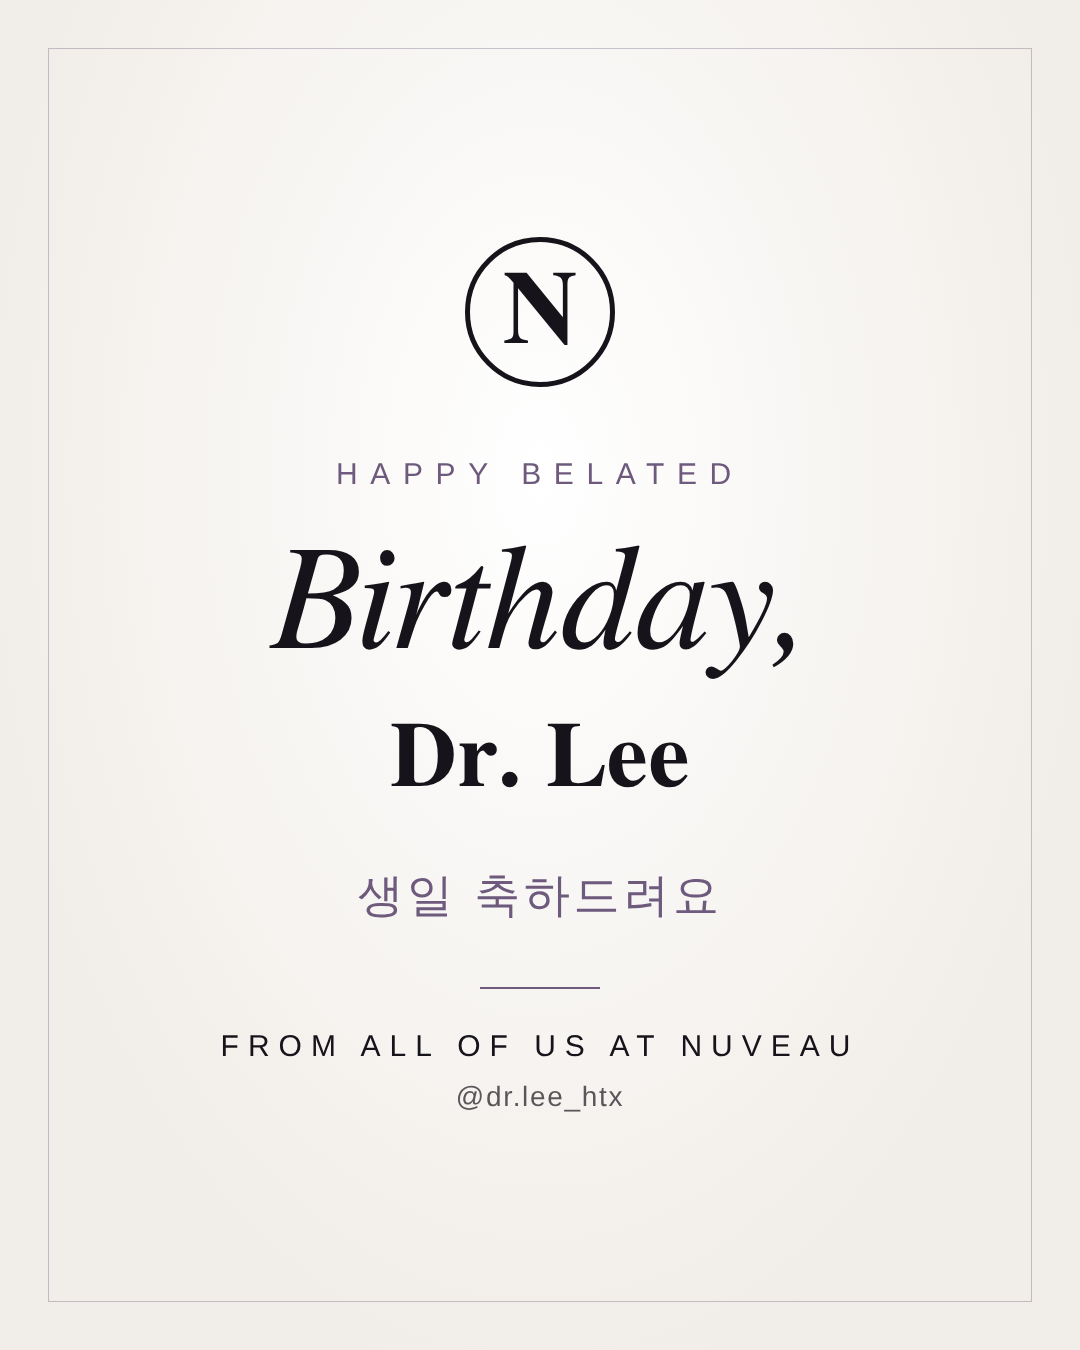 N
HAPPY BELATED
Birthday,
Dr. Lee
생일 축하드려요
FROM ALL OF US AT NUVEAU
@dr.lee_htx